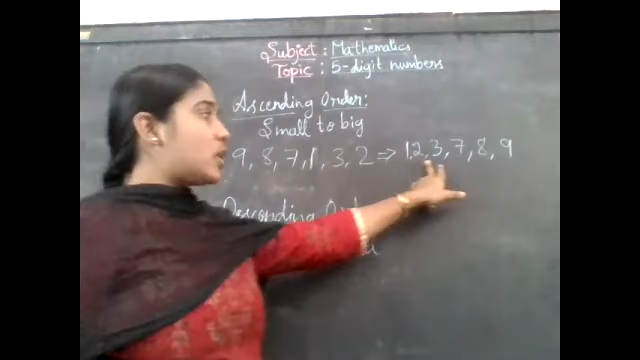 Subject : Mathematics
Topic : 5-digit numbers
Ascending Order:
Small to big
9, 8, 7, 1, 3, 2 ⇒ 1, 2, 3, 7, 8, 9
Descending